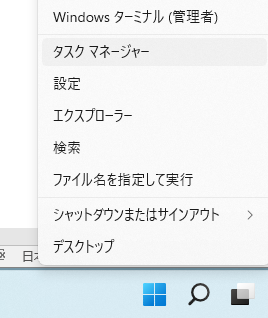 Windows ターミナル (管理者)
タスク マネージャー
設定
エクスプローラー
検索
ファイル名を指定して実行
シャットダウンまたはサインアウト
デスクトップ